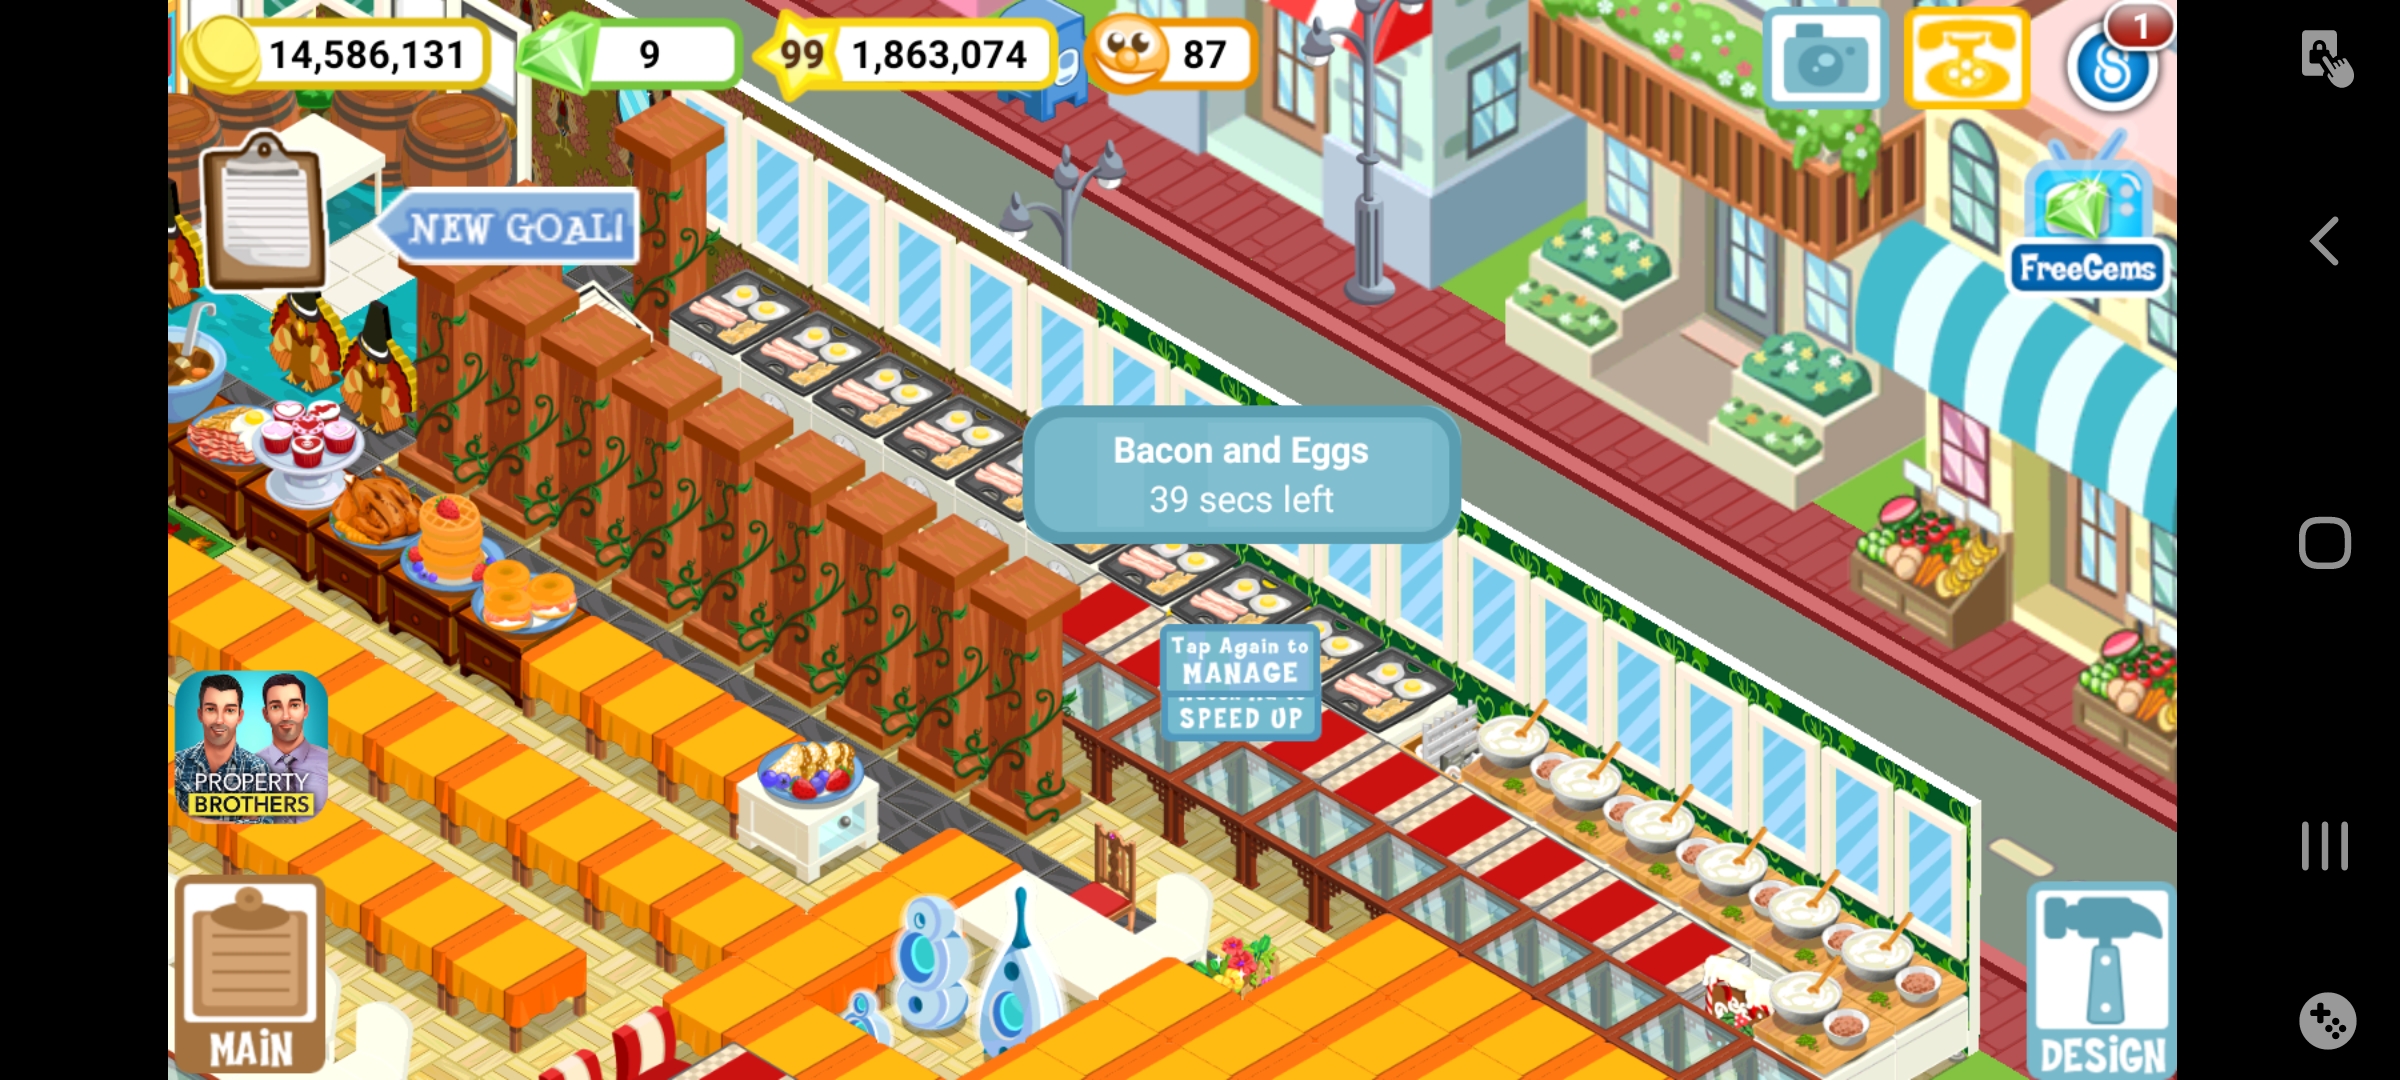 14,586,131
9
99
1,863,074
87
1
NEW GOAL!
FreeGems
Bacon and Eggs
39 secs left
Tap Again to
MANAGE
SPEED UP
PROPERTY
BROTHERS
MAiN
DESiGN